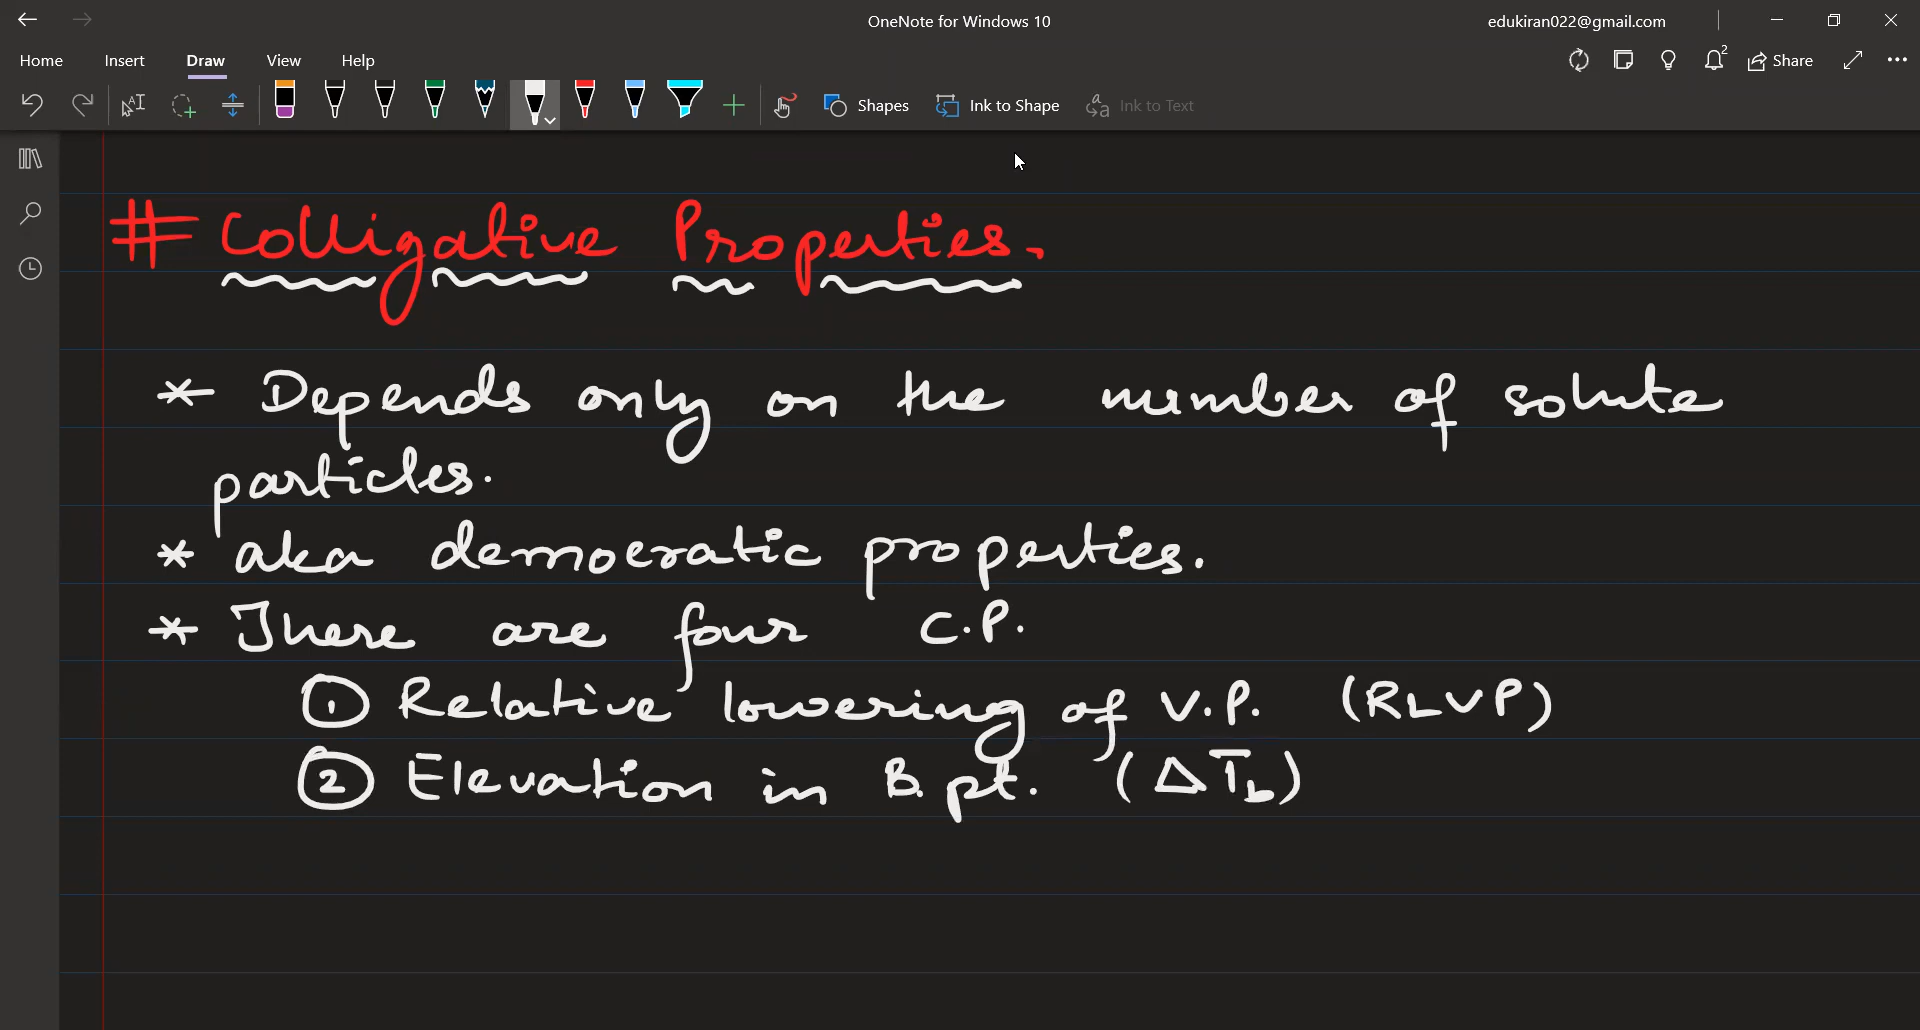 OneNote for Windows 10
edukiran022@gmail.com
Home Insert Draw View Help
2
Share
Shapes
Ink to Shape
Ink to Text
# Colligative Properties.
* Depends only on the number of solute
particles.
* aka democratic properties.
* There are four C.P.
① Relative lowering of V.P. (RLVP)
② Elevation in B.pt. (ΔTb)